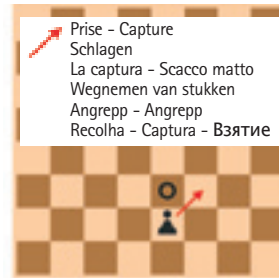 Prise - Capture
Schlagen
La captura - Scacco matto
Wegnemen van stukken
Angrepp - Angrepp
Recolha - Captura - Взятие